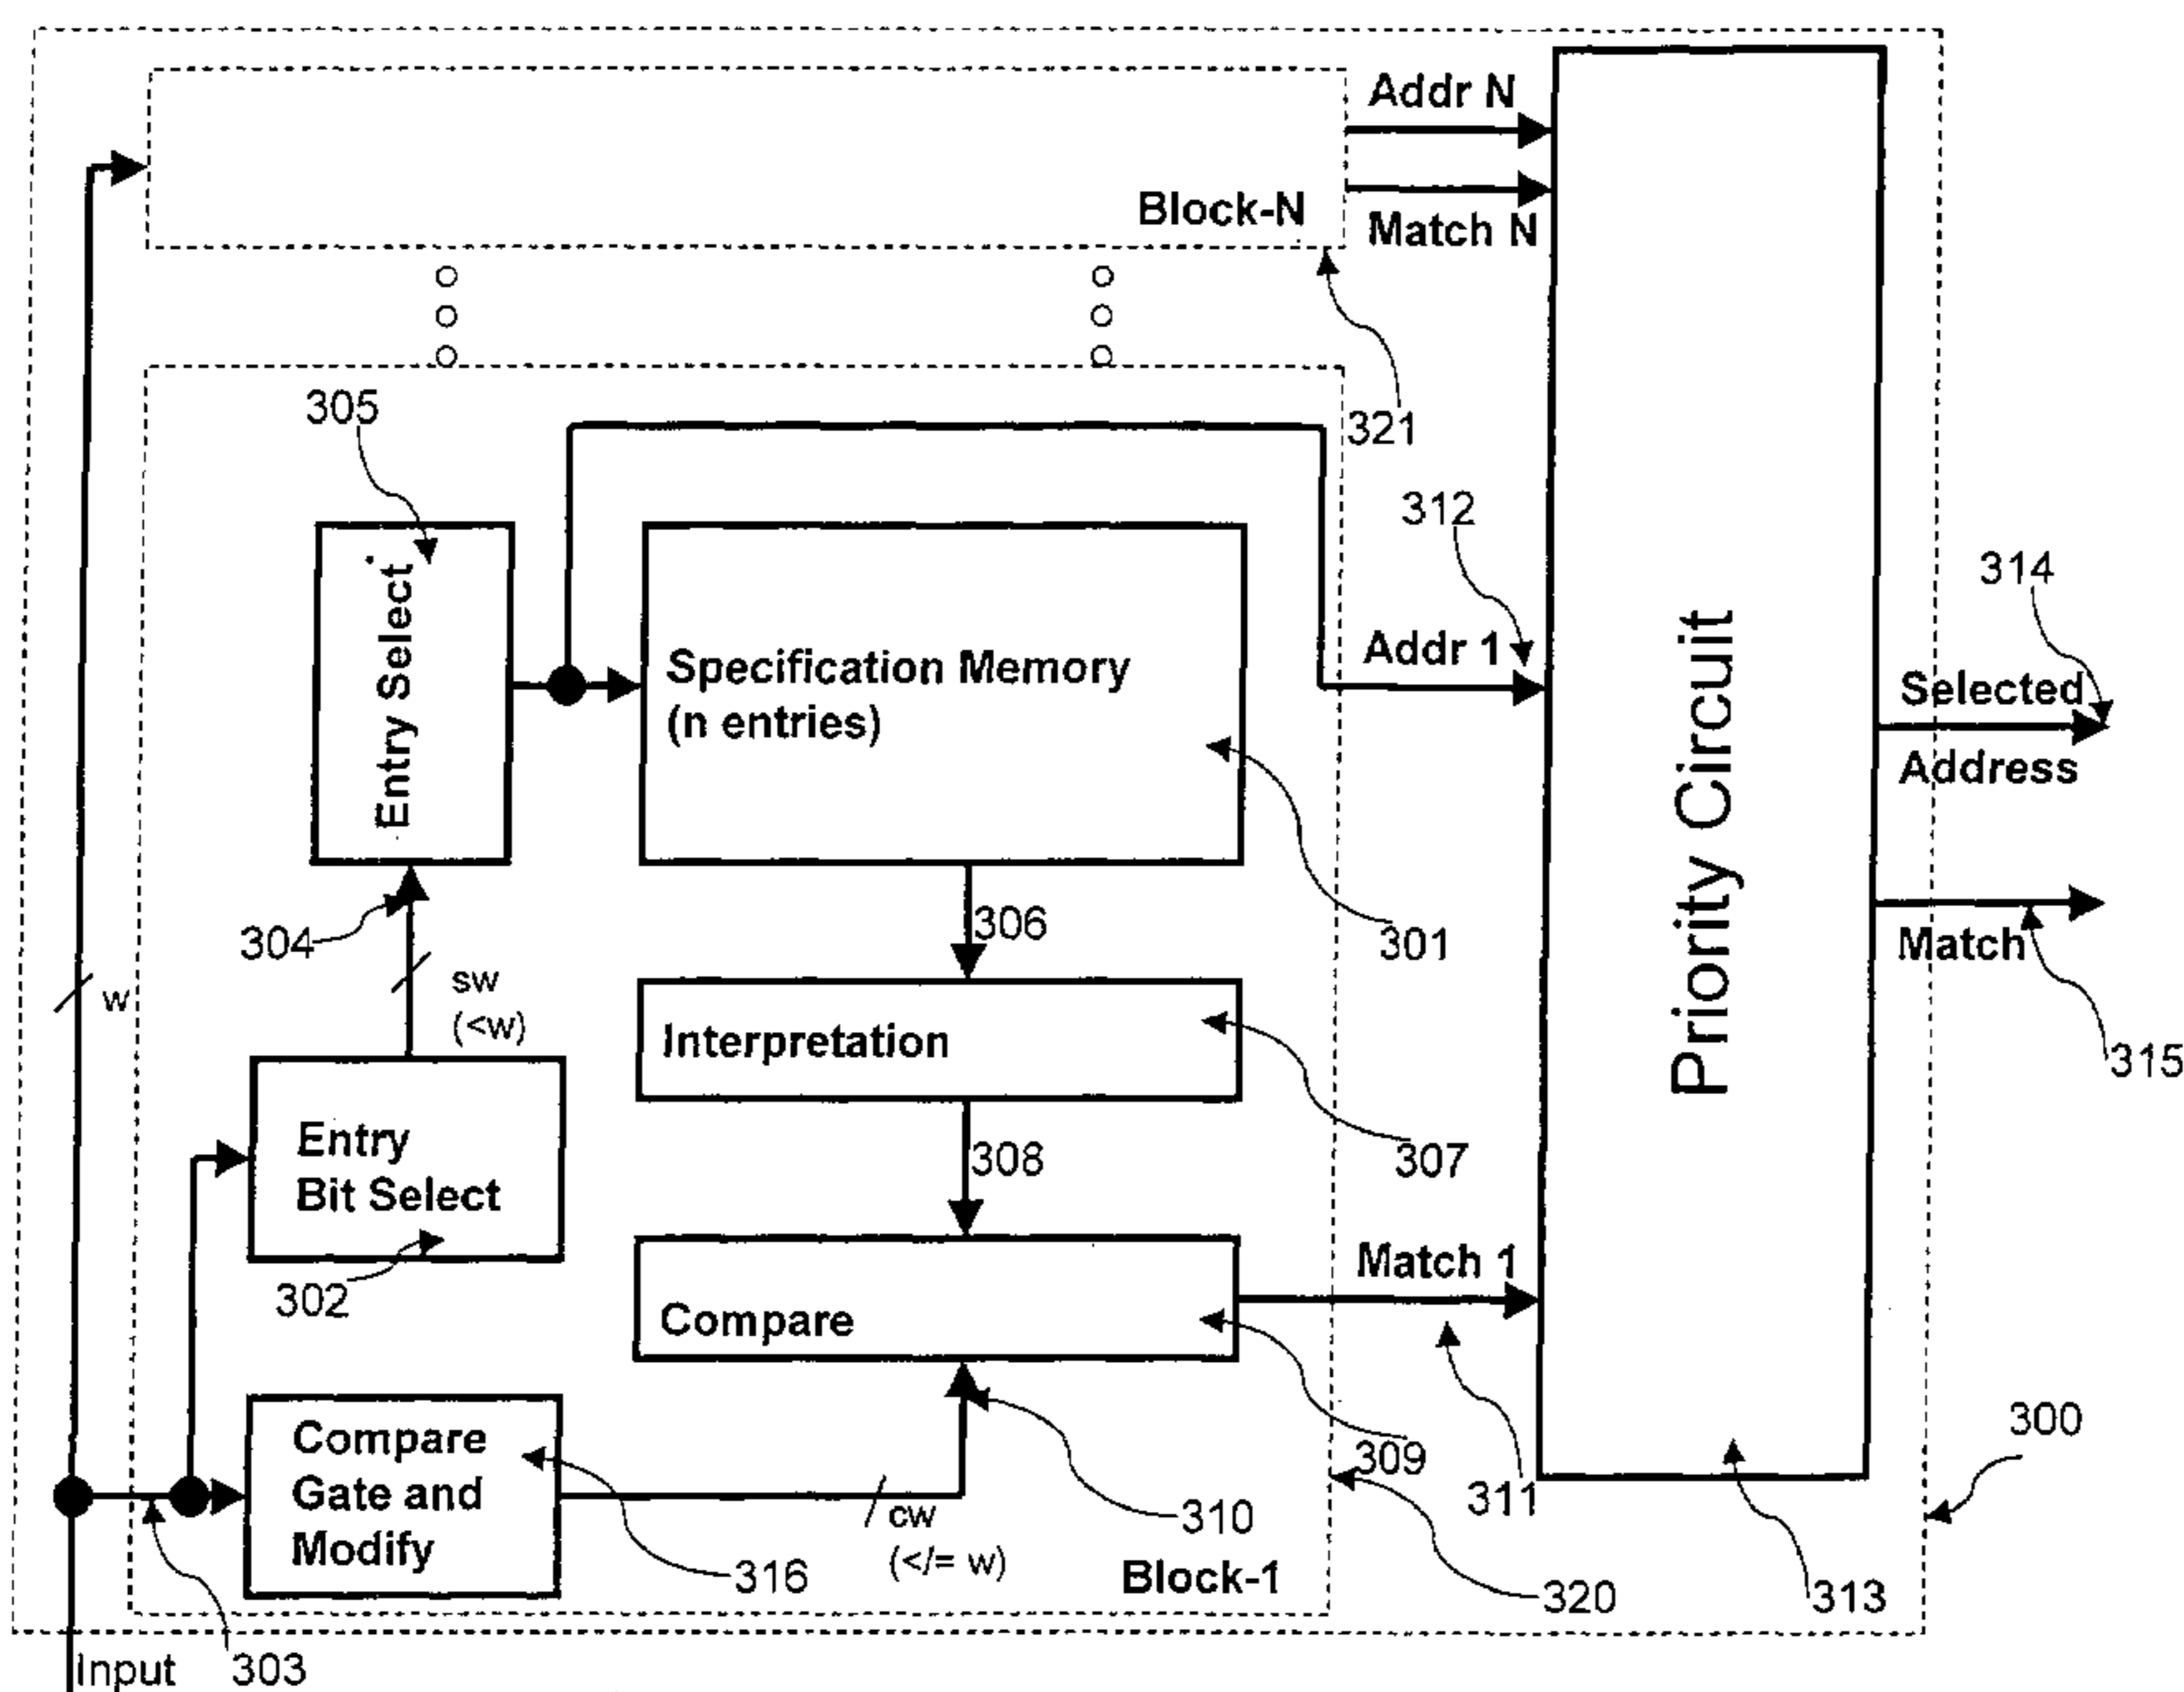 Addr N
Block-N
Match N
305
321
312
Addr 1
314
Entry Select
Specification Memory
(n entries)
Priority Circuit
Selected
Address
304
306
301
Match
sw
(<w)
w
Interpretation
315
Entry
Bit Select
308
307
302
Match 1
Compare
300
Compare
Gate and
Modify
309
311
cw
(</= w)
310
316
Block-1
320
313
Input
303